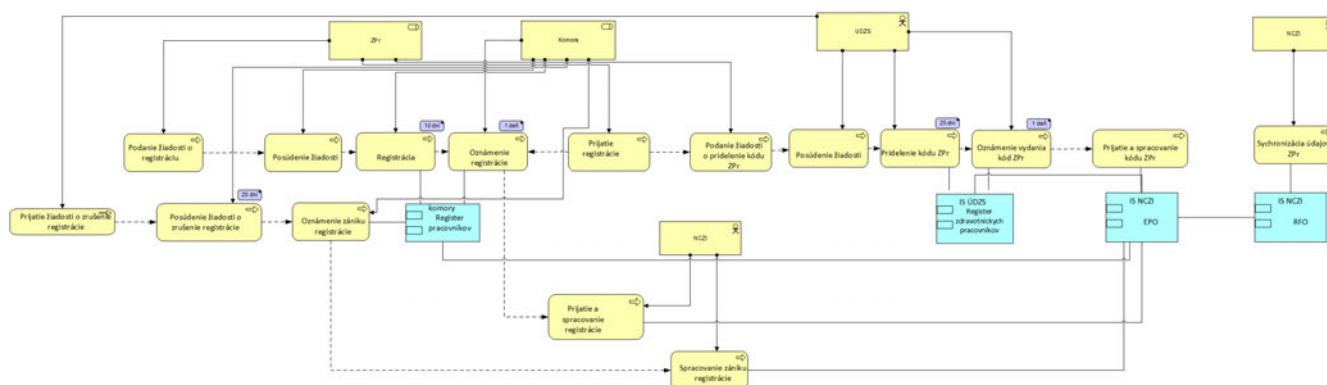 ZPr
Komora
UDZS
NCZI
10 dní
1 deň
25 dní
1 deň
Podanie žiadosti o
registráciu
Posúdenie žiadosti
Registrácia
Oznámenie
registrácie
Prijatie
registrácie
Podanie žiadosti
o pridelenie kódu
ZPr
Posúdenie žiadosti
Pridelenie kódu ZPr
Oznámenie vydania
kód ZPr
Prijatie a spracovanie
kódu ZPr
Sychronizácia údajov
ZPr
20 dní
Prijatie žiadosti o zrušenie
registrácie
Posúdenie žiadosti o
zrušenie registrácie
Oznámenie zániku
registrácie
komory
Register
pracovníkov
IS ÚDZS
Register
zdravotníckych
pracovníkov
IS NCZI
EPO
IS NCZI
RFO
NCZI
Prijatie a
spracovanie
registrácie
Spracovanie zániku
registrácie